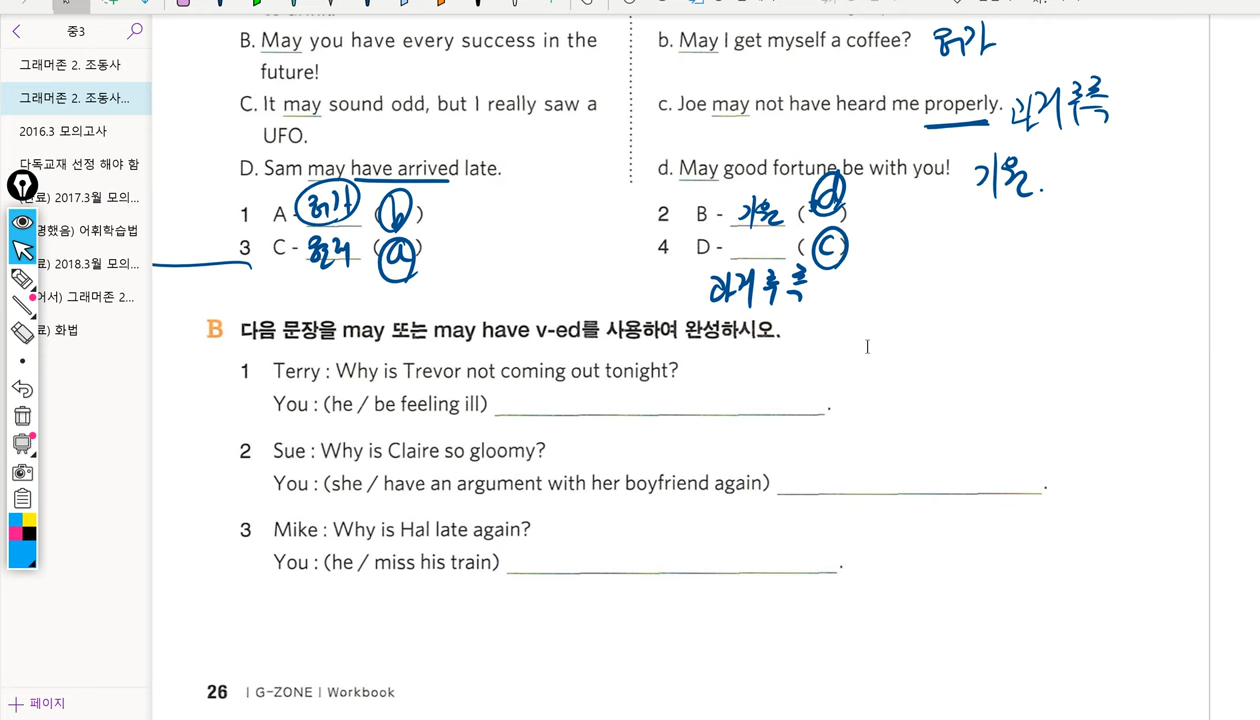 중3
그래머존 2. 조동사
그래머존 2. 조동사...
2016.3 모의고사
단독교재 선정 해야 함
료) 2017.3월 모의...
명했음) 어휘학습법
료) 2018.3월 모의...
어서) 그래머존 2...
료) 화법
페이지
B. May you have every success in the
future!
C. It may sound odd, but I really saw a
UFO.
D. Sam may have arrived late.
b. May I get myself a coffee? 허가
c. Joe may not have heard me properly. 과거 추측
d. May good fortune be with you! 기원.
1 A - 허가 ( b )
2 B - 기원 ( d )
3 C - ( a )
4 D - ( c )
과거 추측
B 다음 문장을 may 또는 may have v-ed를 사용하여 완성하시오.
1 Terry : Why is Trevor not coming out tonight?
You : (he / be feeling ill) .
2 Sue : Why is Claire so gloomy?
You : (she / have an argument with her boyfriend again) .
3 Mike : Why is Hal late again?
You : (he / miss his train) .
26 | G-ZONE | Workbook